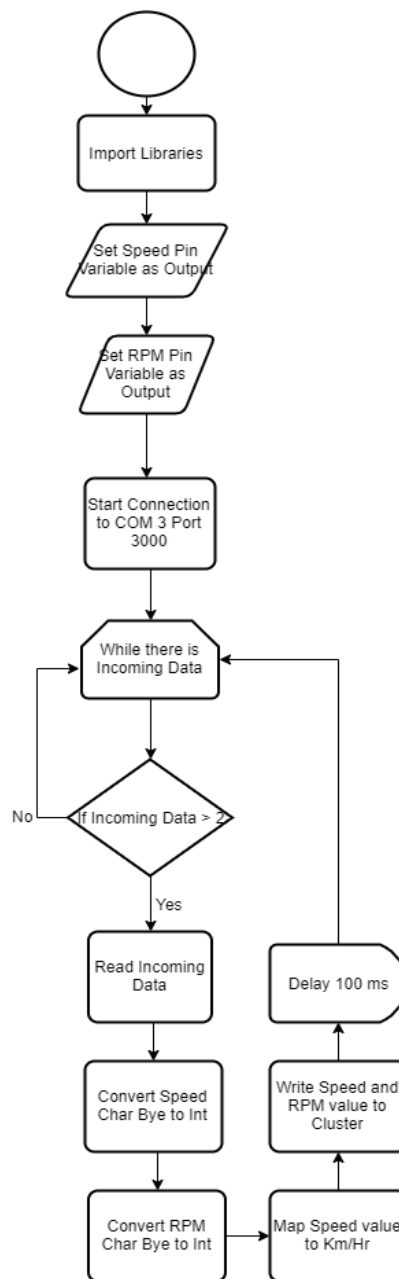 Import Libraries
Set Speed Pin
Variable as Output
Set RPM Pin
Variable as
Output
Start Connection
to COM 3 Port
3000
While there is
Incoming Data
If Incoming Data > 2
No
Yes
Read Incoming
Data
Convert Speed
Char Bye to Int
Convert RPM
Char Bye to Int
Map Speed value
to Km/Hr
Write Speed and
RPM value to
Cluster
Delay 100 ms